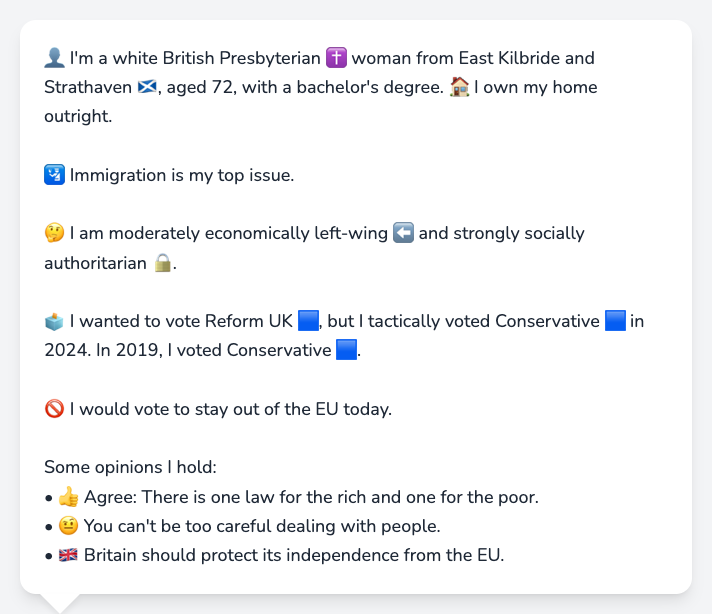 👤 I'm a white British Presbyterian ✝️ woman from East Kilbride and
Strathaven 🏴󠁧󠁢󠁳󠁣󠁴󠁿, aged 72, with a bachelor's degree. 🏠 I own my home
outright.
🛂 Immigration is my top issue.
🤔 I am moderately economically left-wing ⬅️ and strongly socially
authoritarian 🔒.
🗳️ I wanted to vote Reform UK 🟦, but I tactically voted Conservative 🟦 in
2024. In 2019, I voted Conservative 🟦.
🚫 I would vote to stay out of the EU today.
Some opinions I hold:
• 👍 Agree: There is one law for the rich and one for the poor.
• 🤨 You can't be too careful dealing with people.
• 🇬🇧 Britain should protect its independence from the EU.